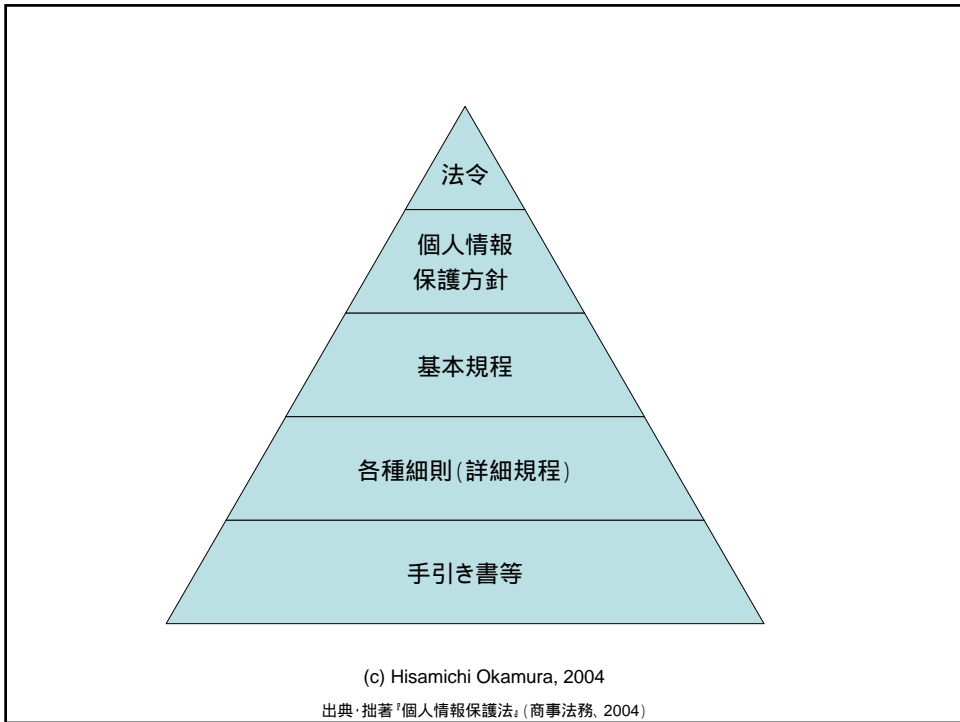 法令
個人情報
保護方針
基本規程
各種細則(詳細規程)
手引き書等
(c) Hisamichi Okamura, 2004
出典・拙著『個人情報保護法』(商事法務、2004)